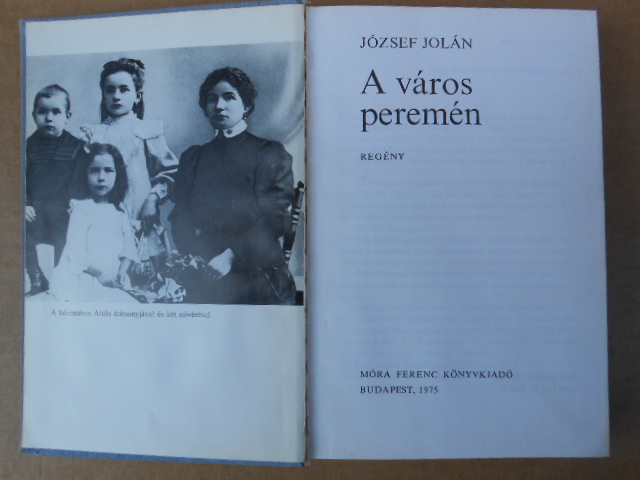 A hároméves Attila édesanyjával és két nővérével
JÓZSEF JOLÁN
A város
peremén
REGÉNY
MÓRA FERENC KÖNYVKIADÓ
BUDAPEST, 1975